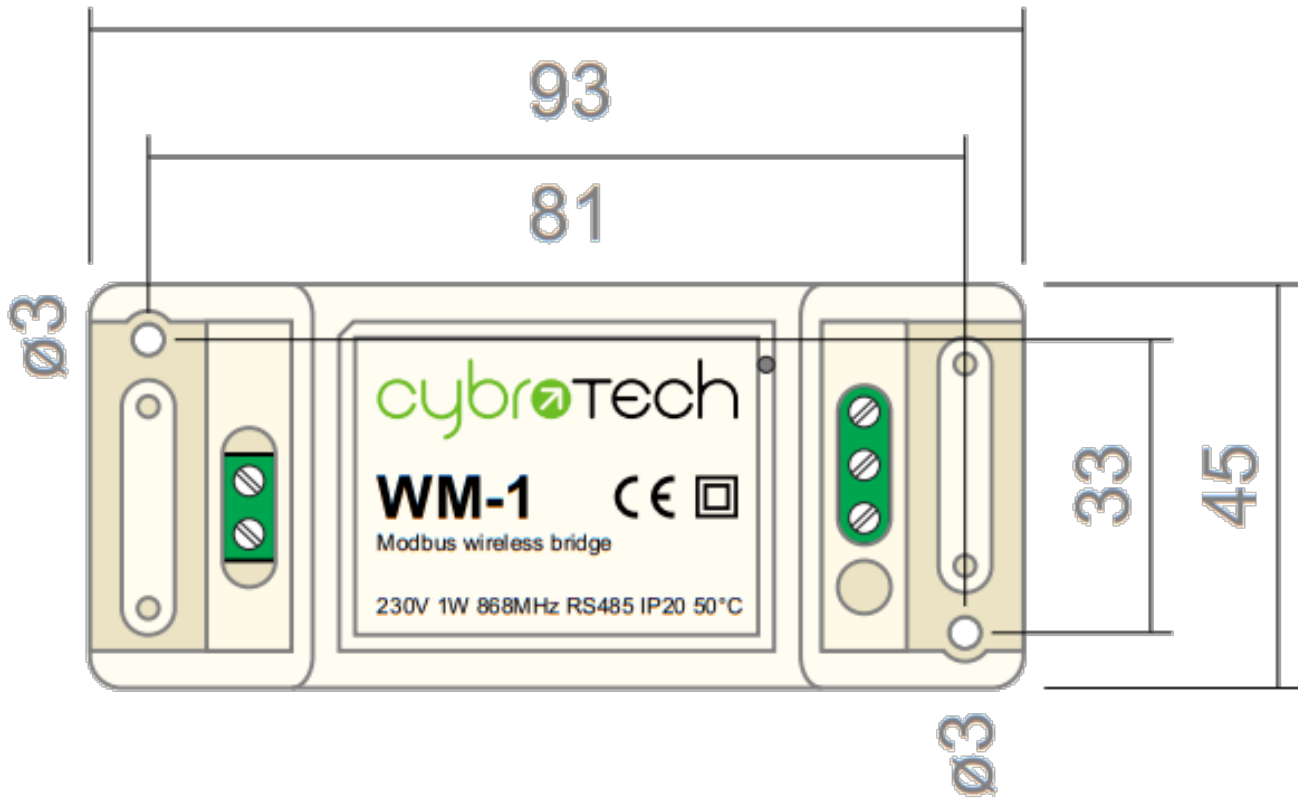 93
81
ø3
cybroTech
WM-1 CE
Modbus wireless bridge
230V 1W 868MHz RS485 IP20 50°C
33
45
ø3